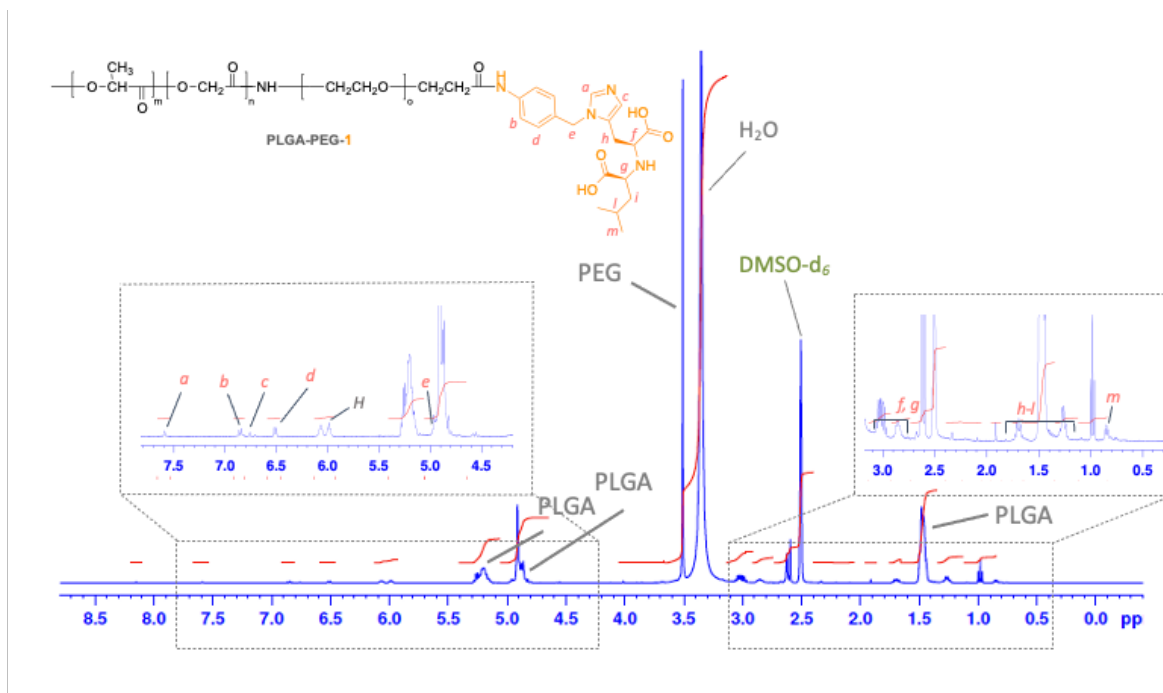 CH₃
O O
O CH C O CH₂ C NH CH₂CH₂O CH₂CH₂ C
O m n o
H
N
a N c
N
b d e h f
HO O
O g NH
HO i
l
m
PLGA-PEG-1
H₂O
PEG
DMSO-d₆
a b c d H e
7.5 7.0 6.5 6.0 5.5 5.0 4.5
f, g h-l m
3.0 2.5 2.0 1.5 1.0 0.5
PLGA
PLGA
PLGA
8.5 8.0 7.5 7.0 6.5 6.0 5.5 5.0 4.5 4.0 3.5 3.0 2.5 2.0 1.5 1.0 0.5 0.0 pp